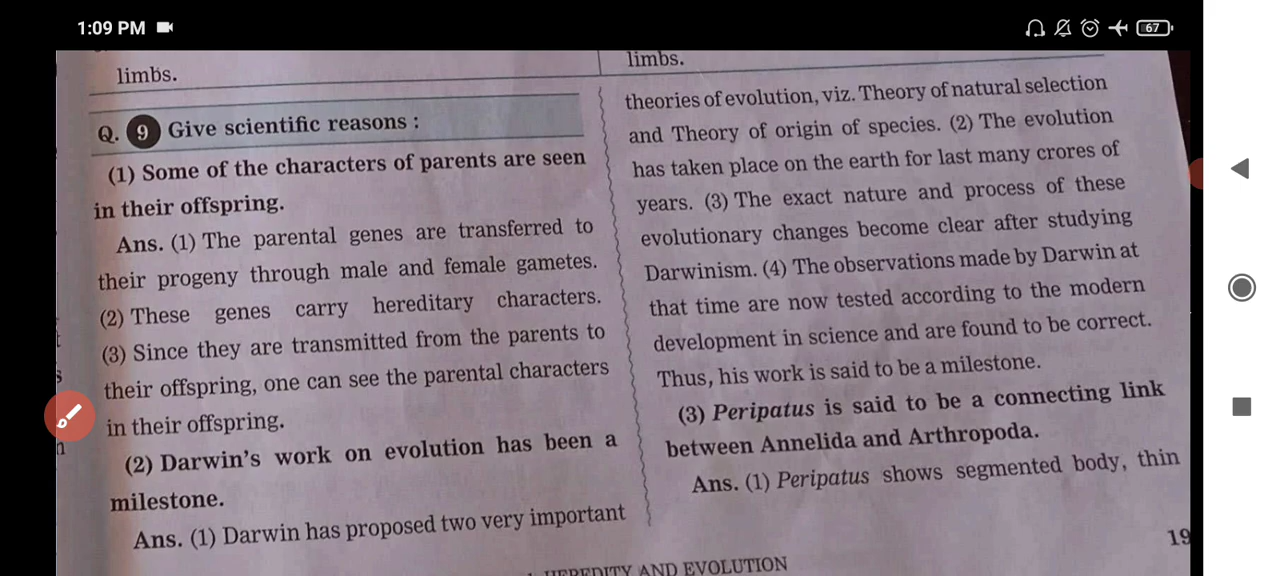 1:09 PM
67
limbs.
Q. 9 Give scientific reasons :
(1) Some of the characters of parents are seen
in their offspring.
Ans. (1) The parental genes are transferred to
their progeny through male and female gametes.
(2) These genes carry hereditary characters.
(3) Since they are transmitted from the parents to
their offspring, one can see the parental characters
in their offspring.
(2) Darwin's work on evolution has been a
milestone.
Ans. (1) Darwin has proposed two very important
limbs.
theories of evolution, viz. Theory of natural selection
and Theory of origin of species. (2) The evolution
has taken place on the earth for last many crores of
years. (3) The exact nature and process of these
evolutionary changes become clear after studying
Darwinism. (4) The observations made by Darwin at
that time are now tested according to the modern
development in science and are found to be correct.
Thus, his work is said to be a milestone.
(3) Peripatus is said to be a connecting link
between Annelida and Arthropoda.
Ans. (1) Peripatus shows segmented body, thin
19
HEREDITY AND EVOLUTION